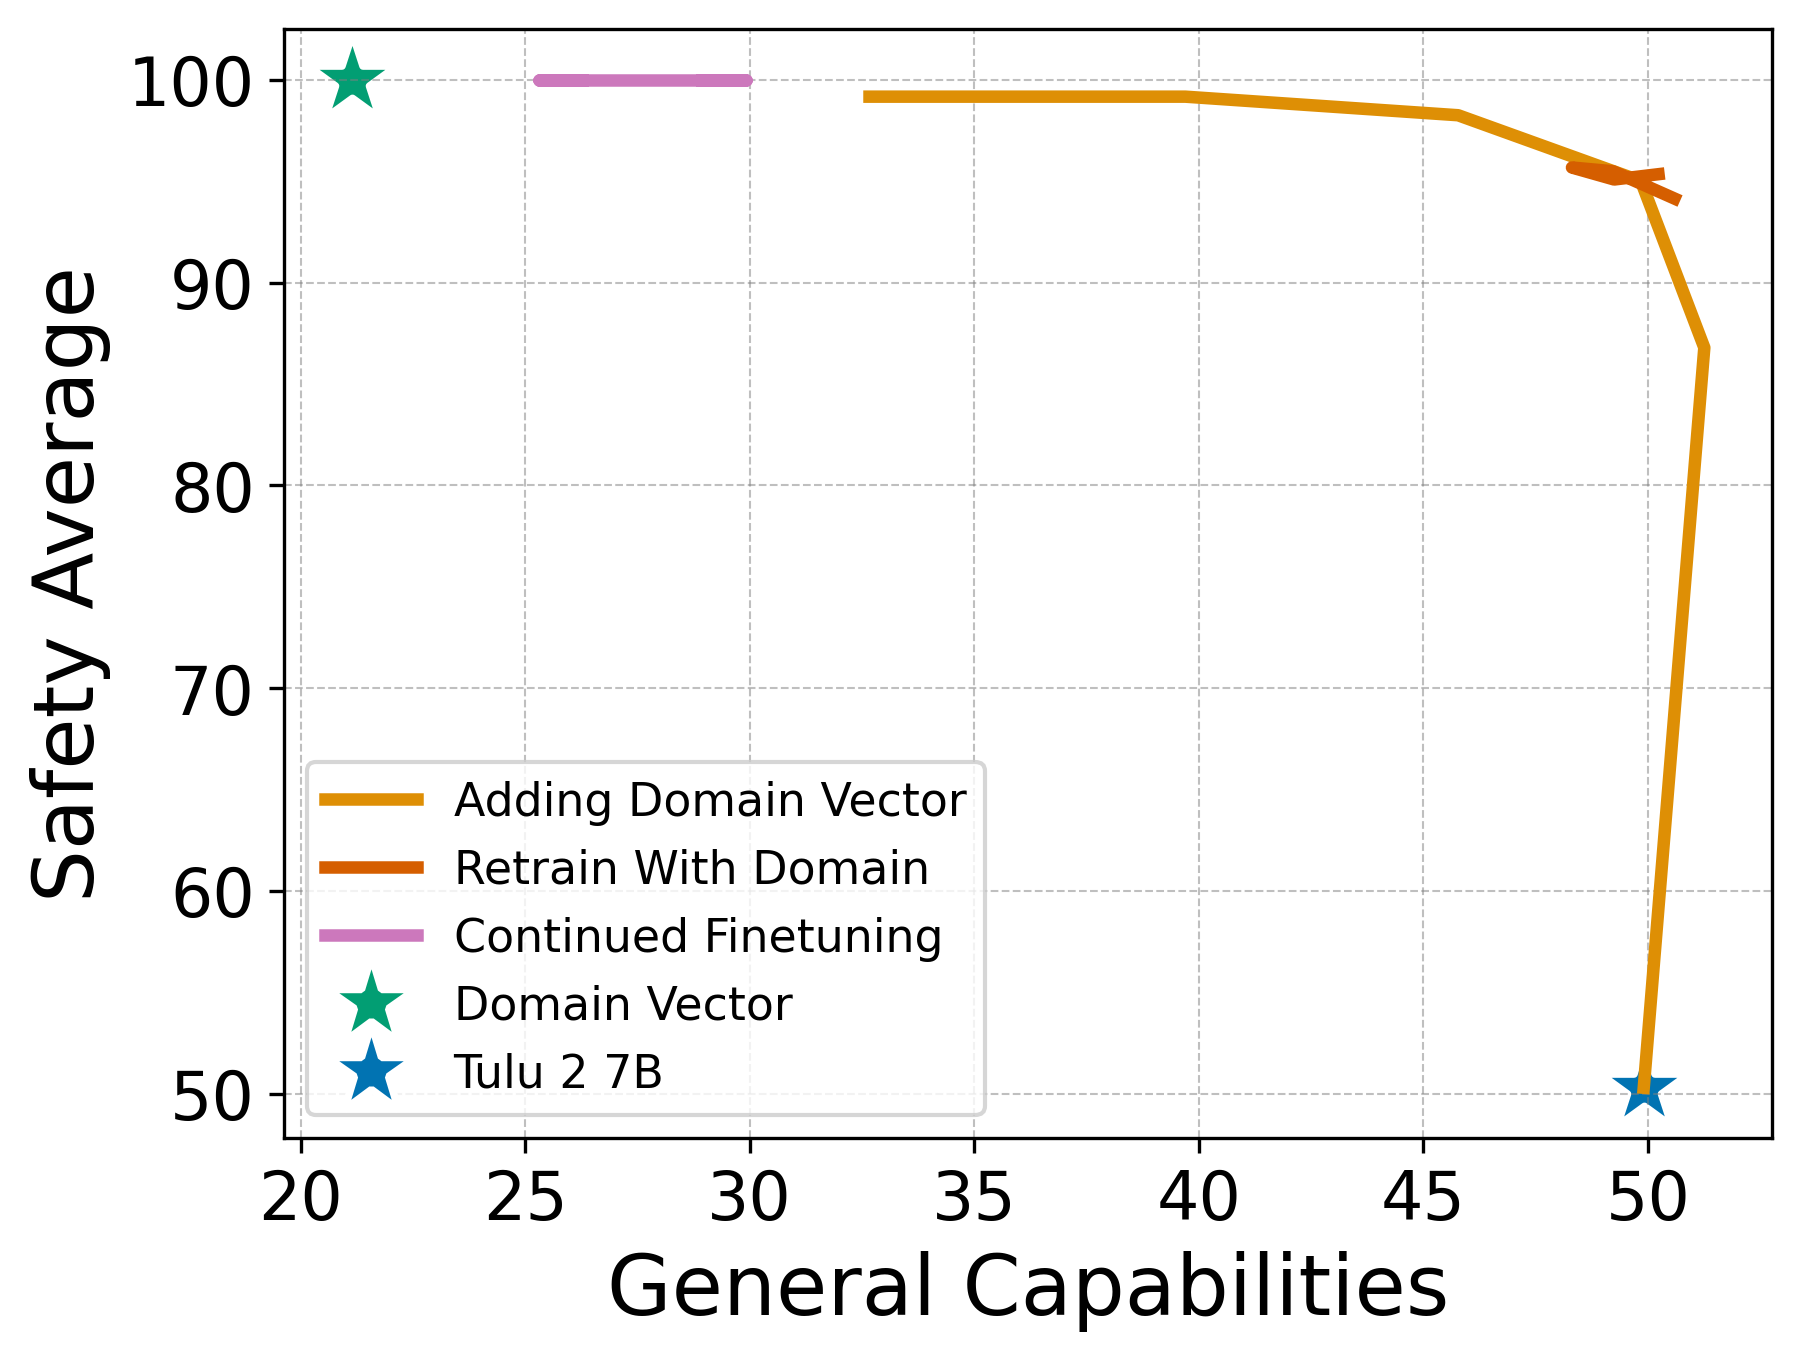 Safety Average
100
90
80
70
60
50
Adding Domain Vector
Retrain With Domain
Continued Finetuning
Domain Vector
Tulu 2 7B
20 25 30 35 40 45 50
General Capabilities